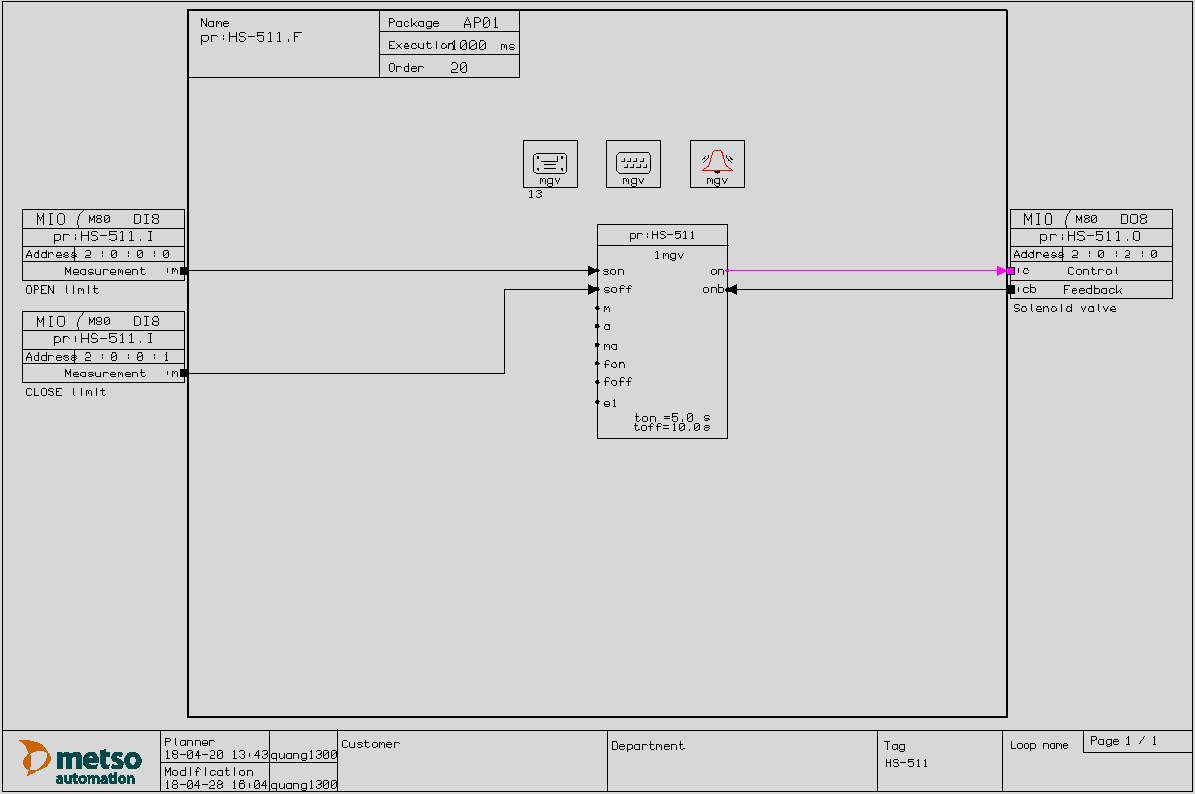 Name
pr:HS-511.F
Package AP01
Execution 1000 ms
Order 20
mgv
13
mgv
mgv
MIO M80 DI8
pr:HS-511.I
Address 2 : 0 : 0 : 0
Measurement :m
OPEN limit
MIO M80 DI8
pr:HS-511.I
Address 2 : 0 : 0 : 1
Measurement :m
CLOSE limit
pr:HS-511
1mgv
son on
soff onb
m
a
ma
fon
foff
e1
ton =5.0 s
toff=10.0s
MIO M80 DO8
pr:HS-511.O
Address 2 : 0 : 2 : 0
:c Control
:cb Feedback
Solenoid valve
metso
automation
Planner
18-04-20 13:43 quang1300
Modification
18-04-28 16:04 quang1300
Customer
Department
Tag
HS-511
Loop name
Page 1 / 1